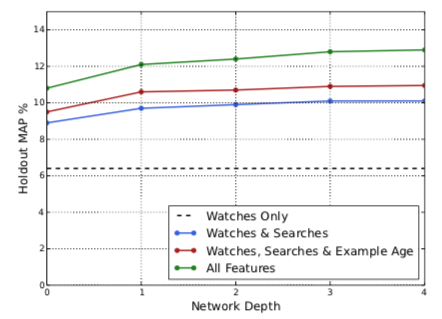 14
12
10
8
6
4
2
0
Holdout MAP %
Watches Only
Watches & Searches
Watches, Searches & Example Age
All Features
0 1 2 3 4
Network Depth